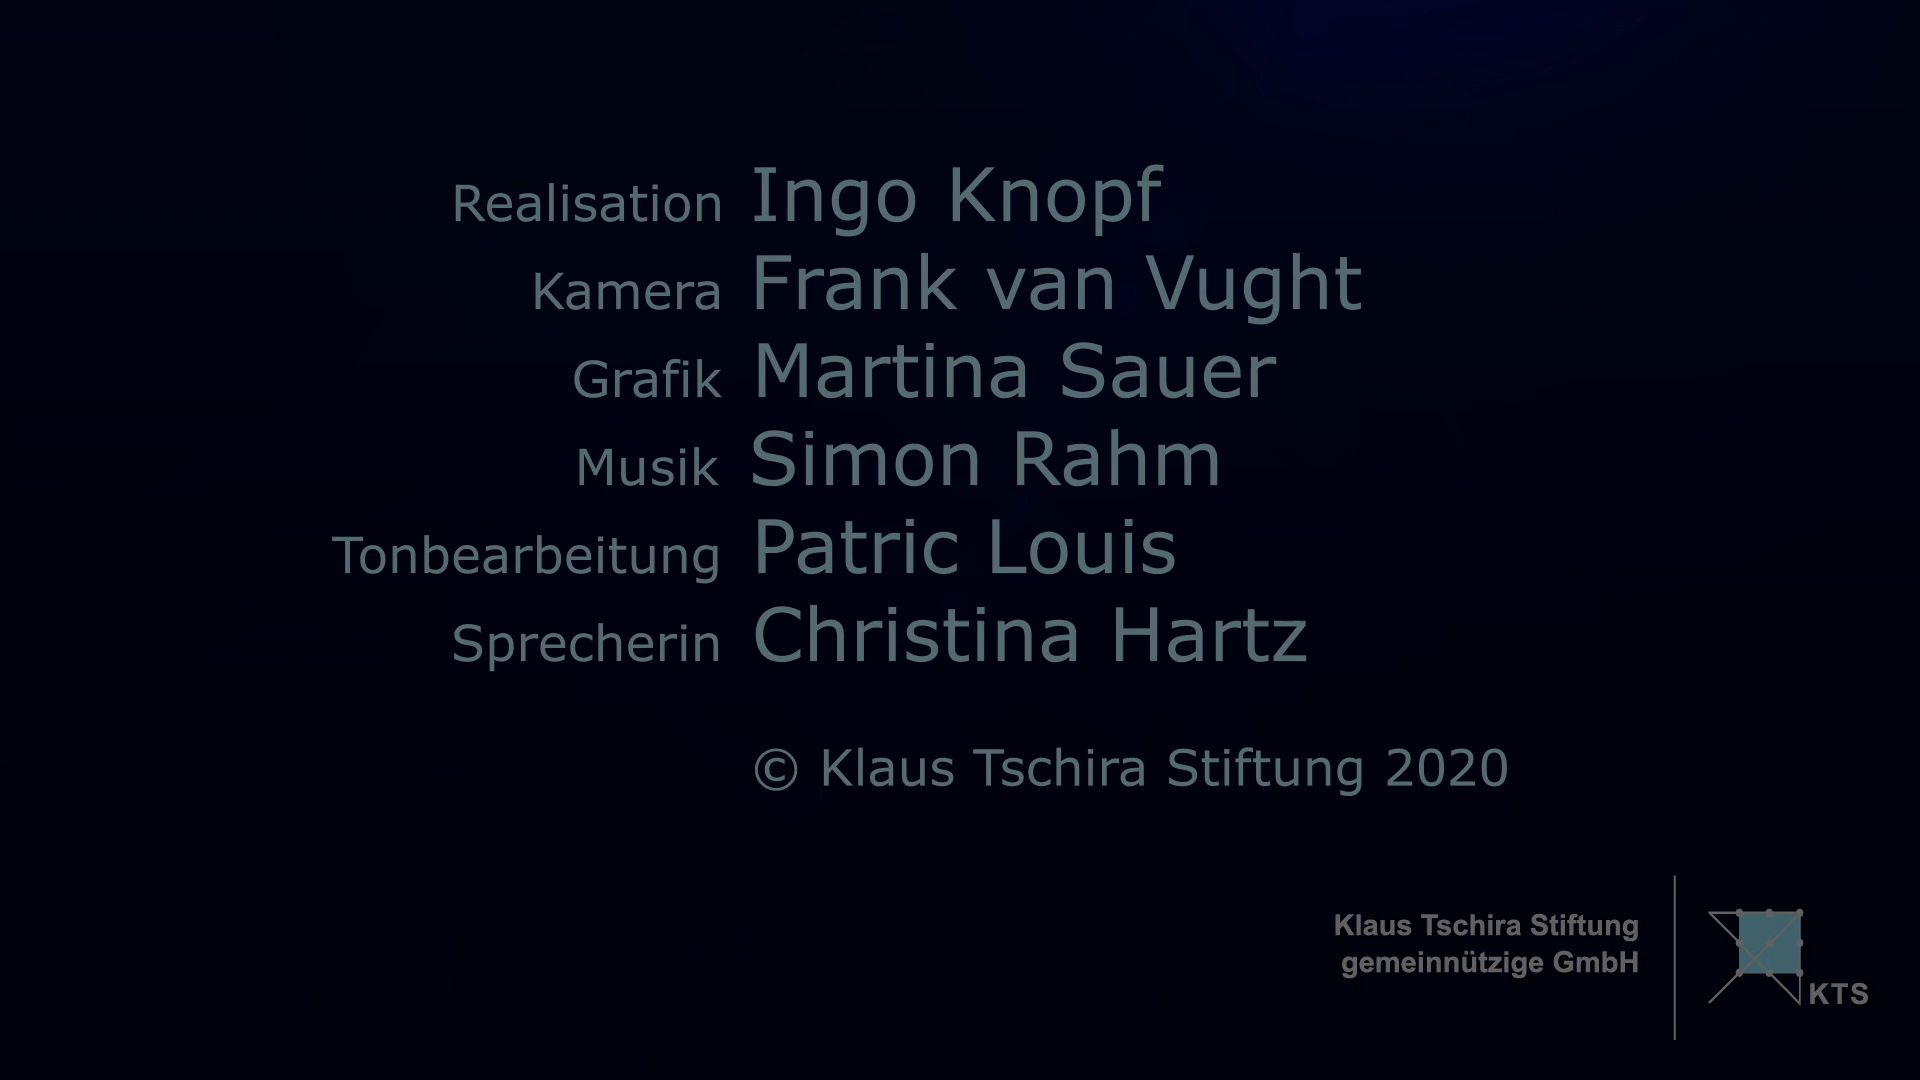 Realisation Ingo Knopf
Kamera Frank van Vught
Grafik Martina Sauer
Musik Simon Rahm
Tonbearbeitung Patric Louis
Sprecherin Christina Hartz
© Klaus Tschira Stiftung 2020
Klaus Tschira Stiftung
gemeinnützige GmbH
KTS